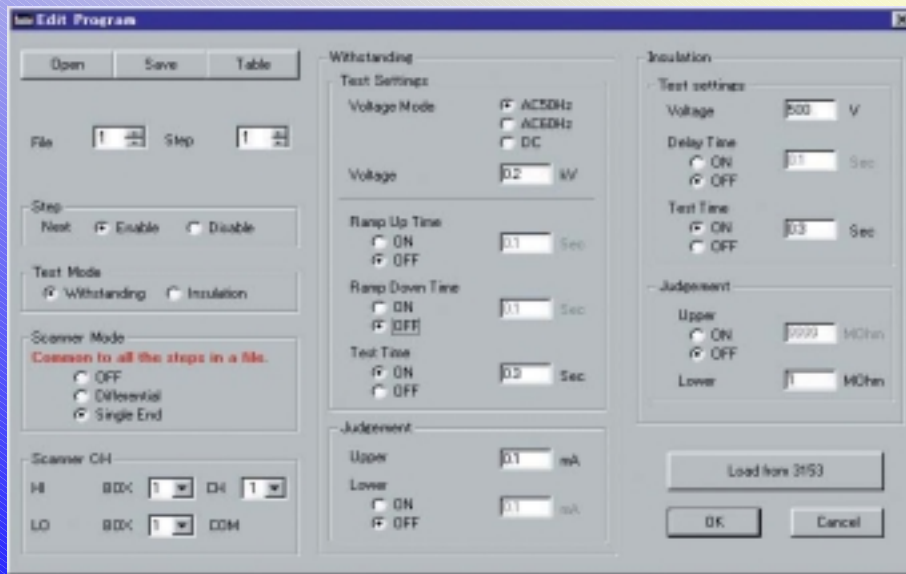 Edit Program
Open Save Table
File 1 Step 1
Step
Next Enable Disable
Test Mode
Withstanding Insulation
Scanner Mode
Common to all the steps in a file.
OFF
Differential
Single End
Scanner CH
HI BOX 1 CH 1
LO BOX 1 COM
Withstanding
Test Settings
Voltage Mode AC50Hz
AC60Hz
DC
Voltage 0.2 kV
Ramp Up Time
ON 0.1 Sec
OFF
Ramp Down Time
ON 0.1 Sec
OFF
Test Time
ON 0.3 Sec
OFF
Judgement
Upper 0.1 mA
Lower
ON 0.1 mA
OFF
Insulation
Test settings
Voltage 500 V
Delay Time
ON 0.1 Sec
OFF
Test Time
ON 0.3 Sec
OFF
Judgement
Upper
ON 9999 MOhm
OFF
Lower 1 MOhm
Load from 3153
OK Cancel